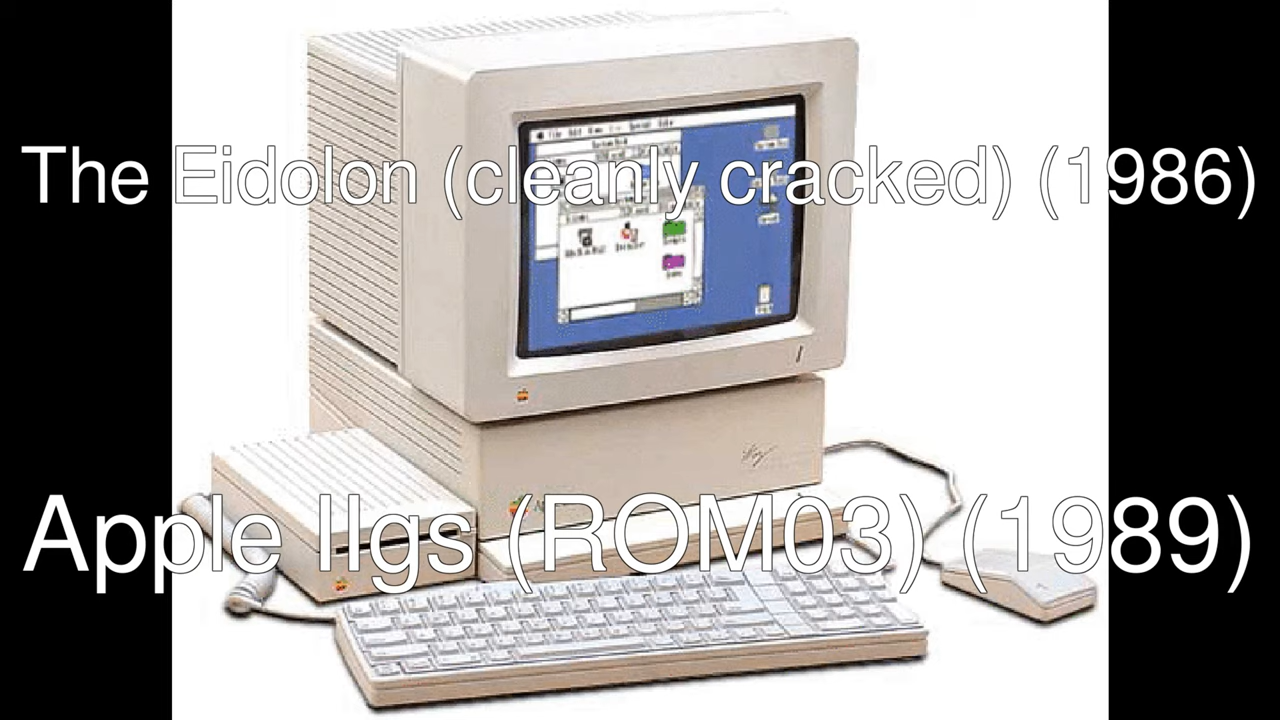 The Eidolon (cleanly cracked) (1986)
Apple IIgs (ROM03) (1989)